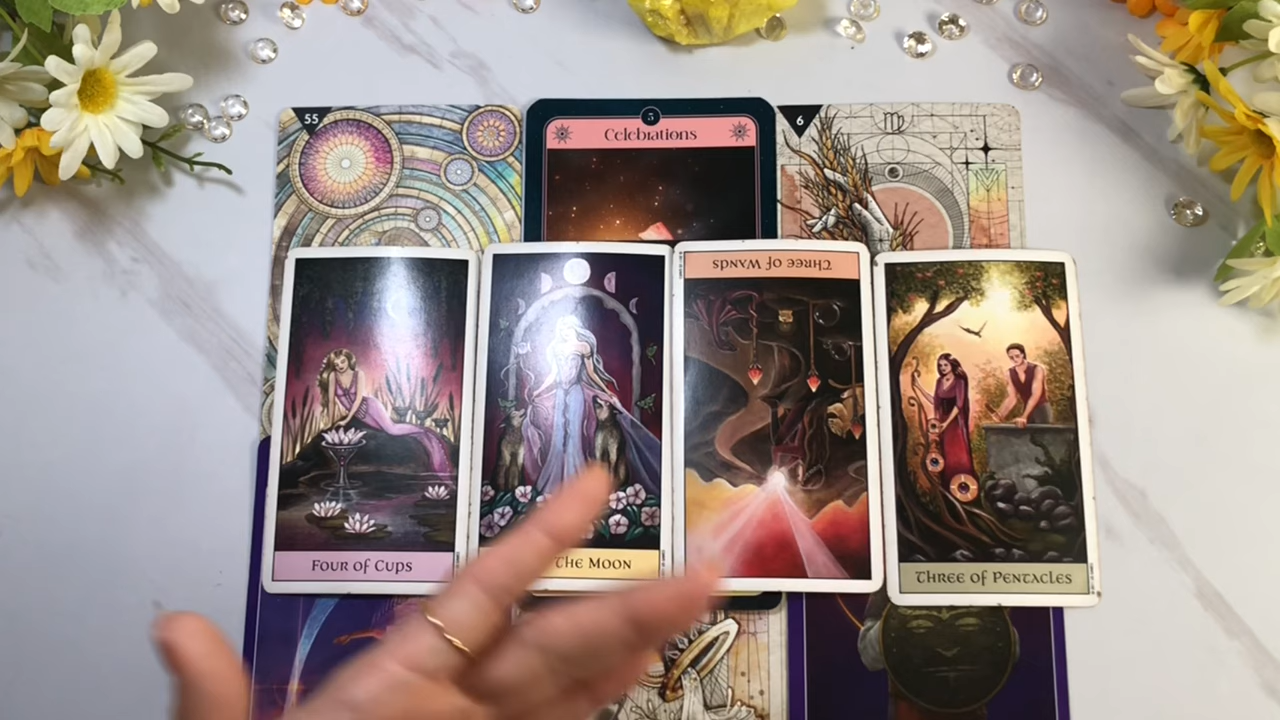 55
5
Celebrations
6
Three of Wands
Four of Cups
The Moon
Three of Pentacles